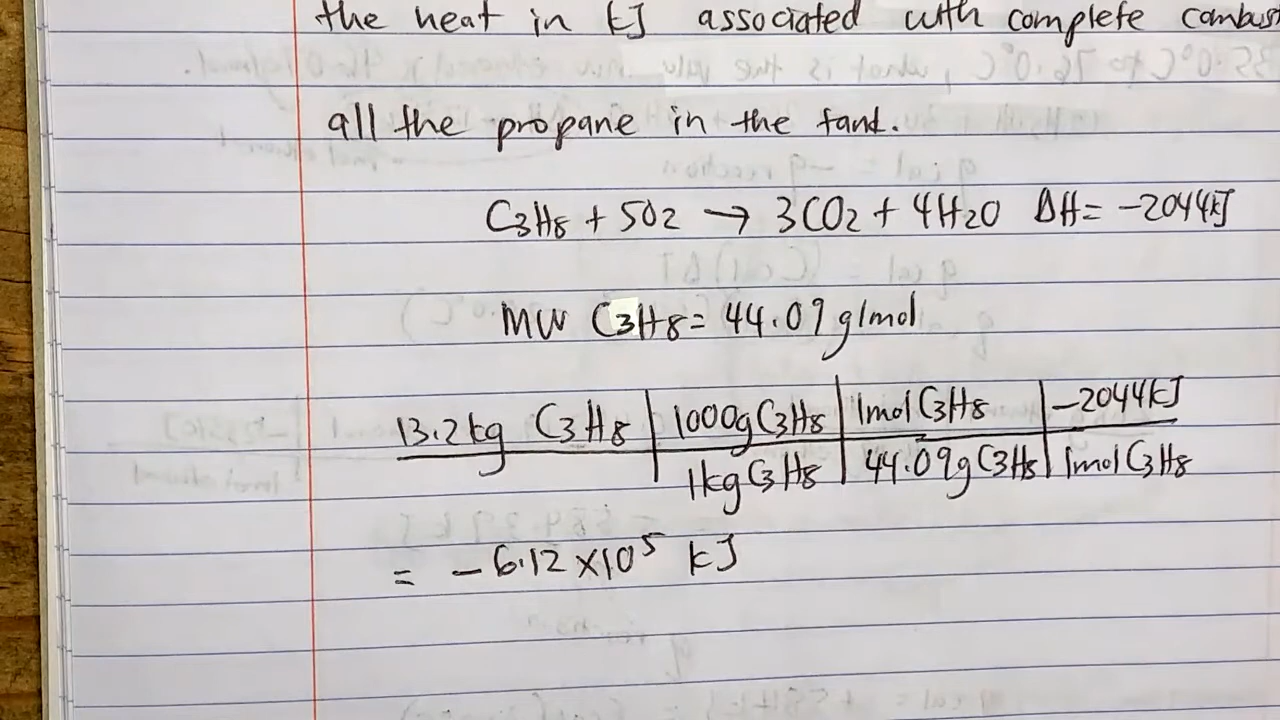 the heat in kJ associated with complete combus
all the propane in the tank.
C3H8 + 5O2 → 3CO2 + 4H2O ΔH= -2044kJ
MW C3H8 = 44.09 g/mol
13.2kg C3H8 | 1000g C3H8 | 1mol C3H8 | -2044kJ
1kg C3H8 | 44.09g C3H8 | 1mol C3H8
= -6.12 ×10⁵ kJ